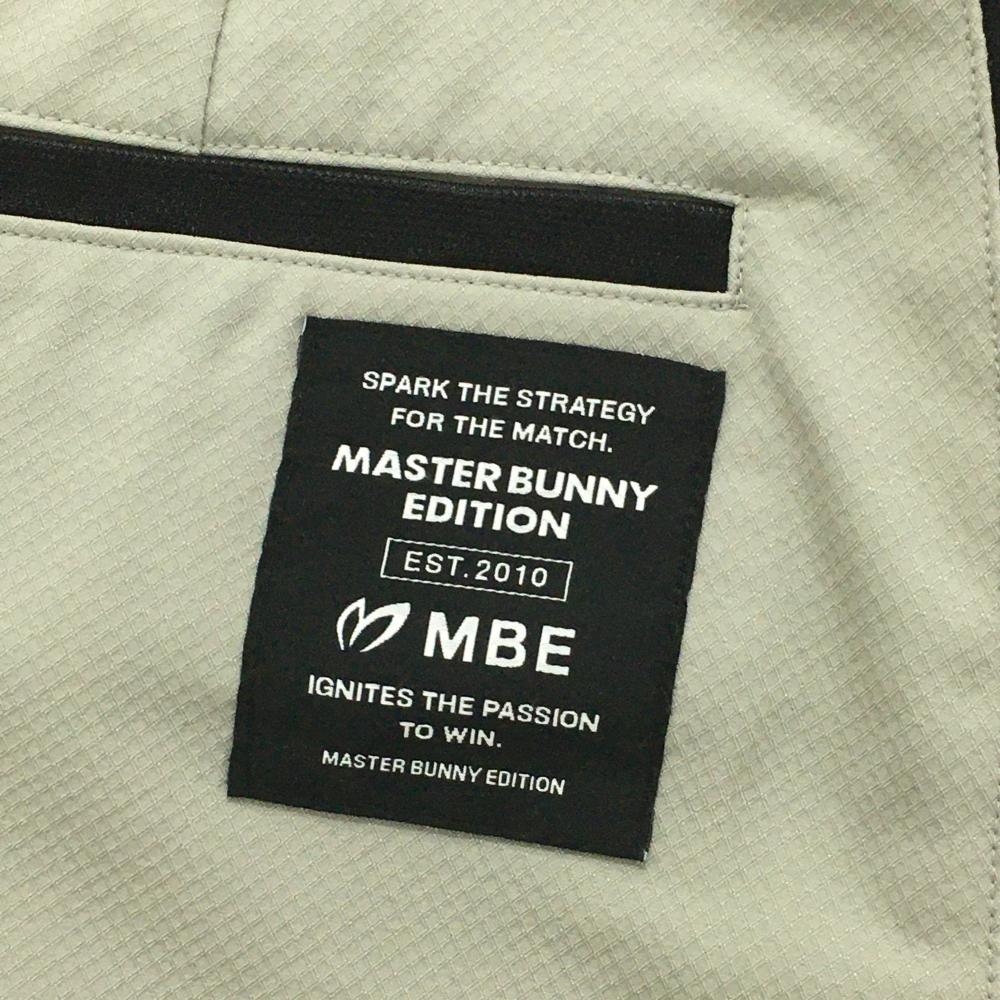 SPARK THE STRATEGY
FOR THE MATCH.
MASTER BUNNY
EDITION
EST.2010
MBE
IGNITES THE PASSION
TO WIN.
MASTER BUNNY EDITION